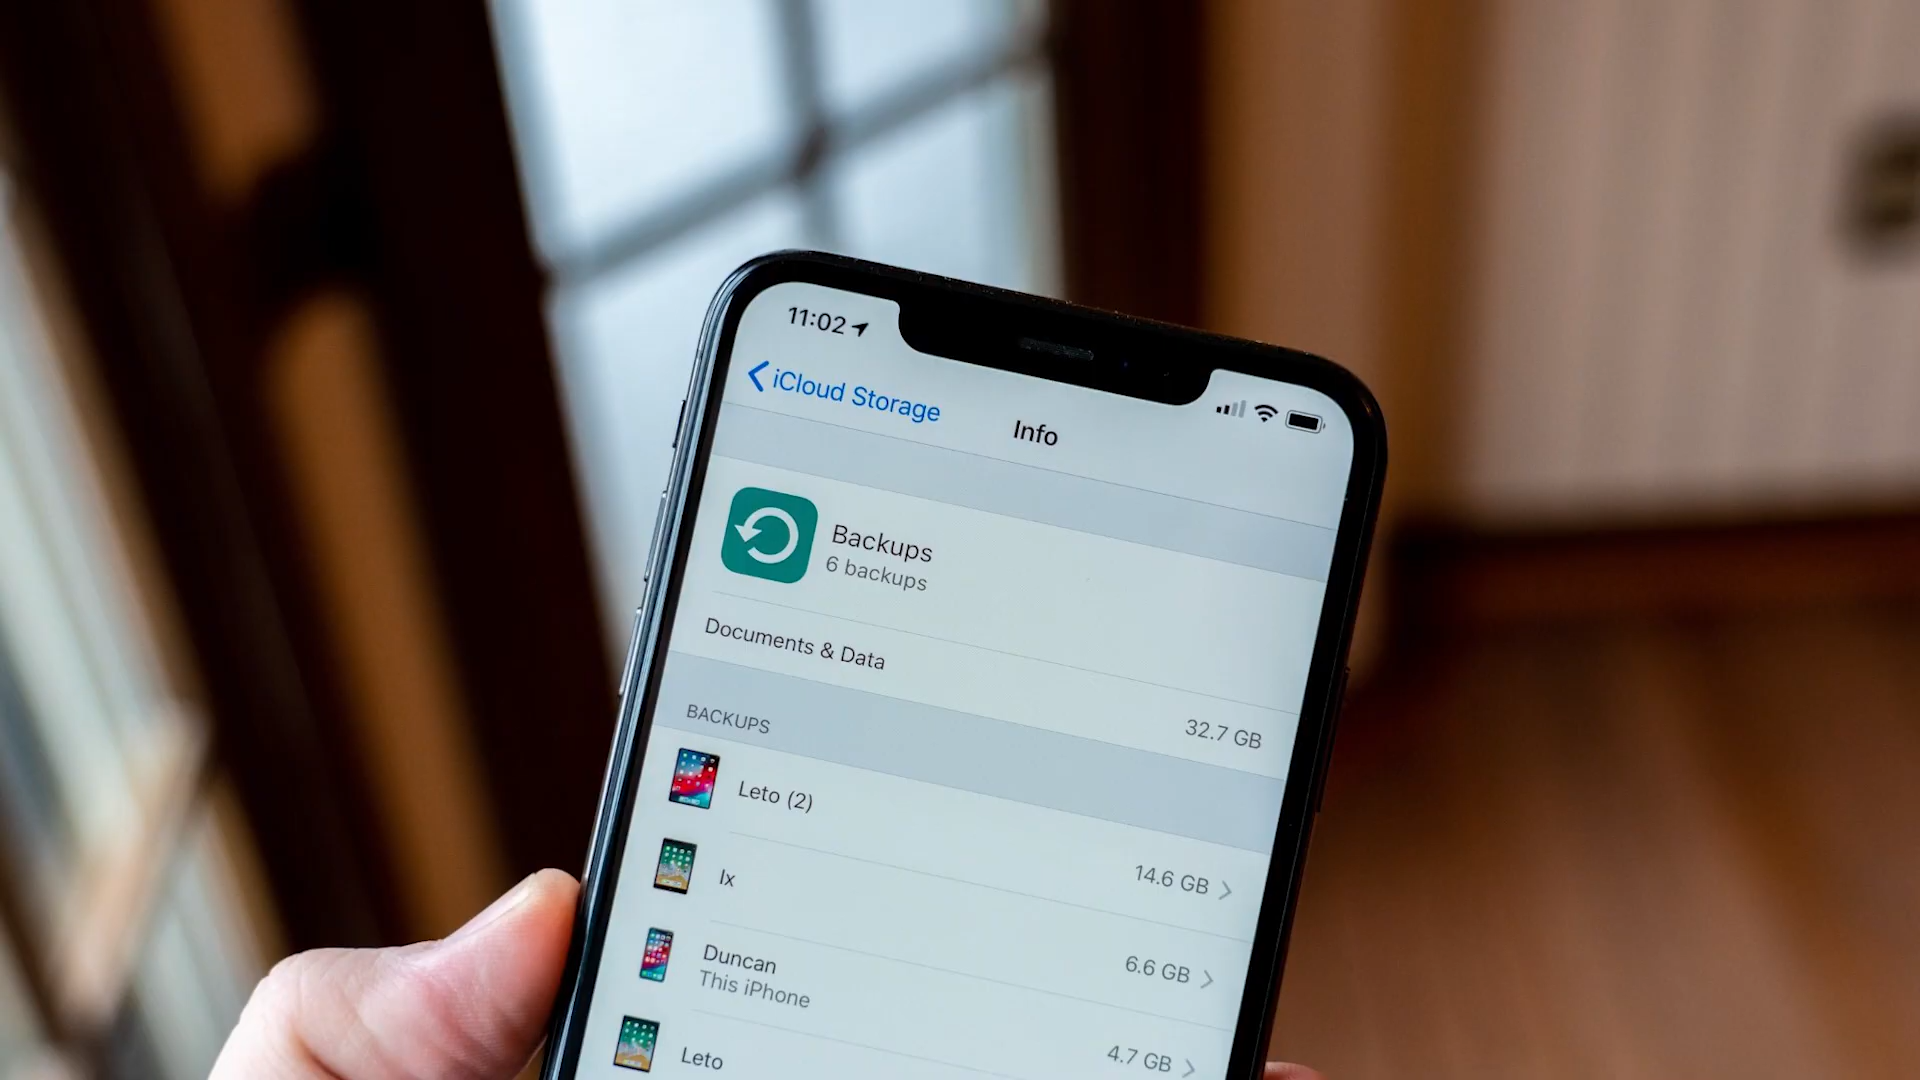 11:02
iCloud Storage
Info
Backups
6 backups
Documents & Data
32.7 GB
BACKUPS
Leto (2)
14.6 GB
Ix
6.6 GB
Duncan
This iPhone
4.7 GB
Leto